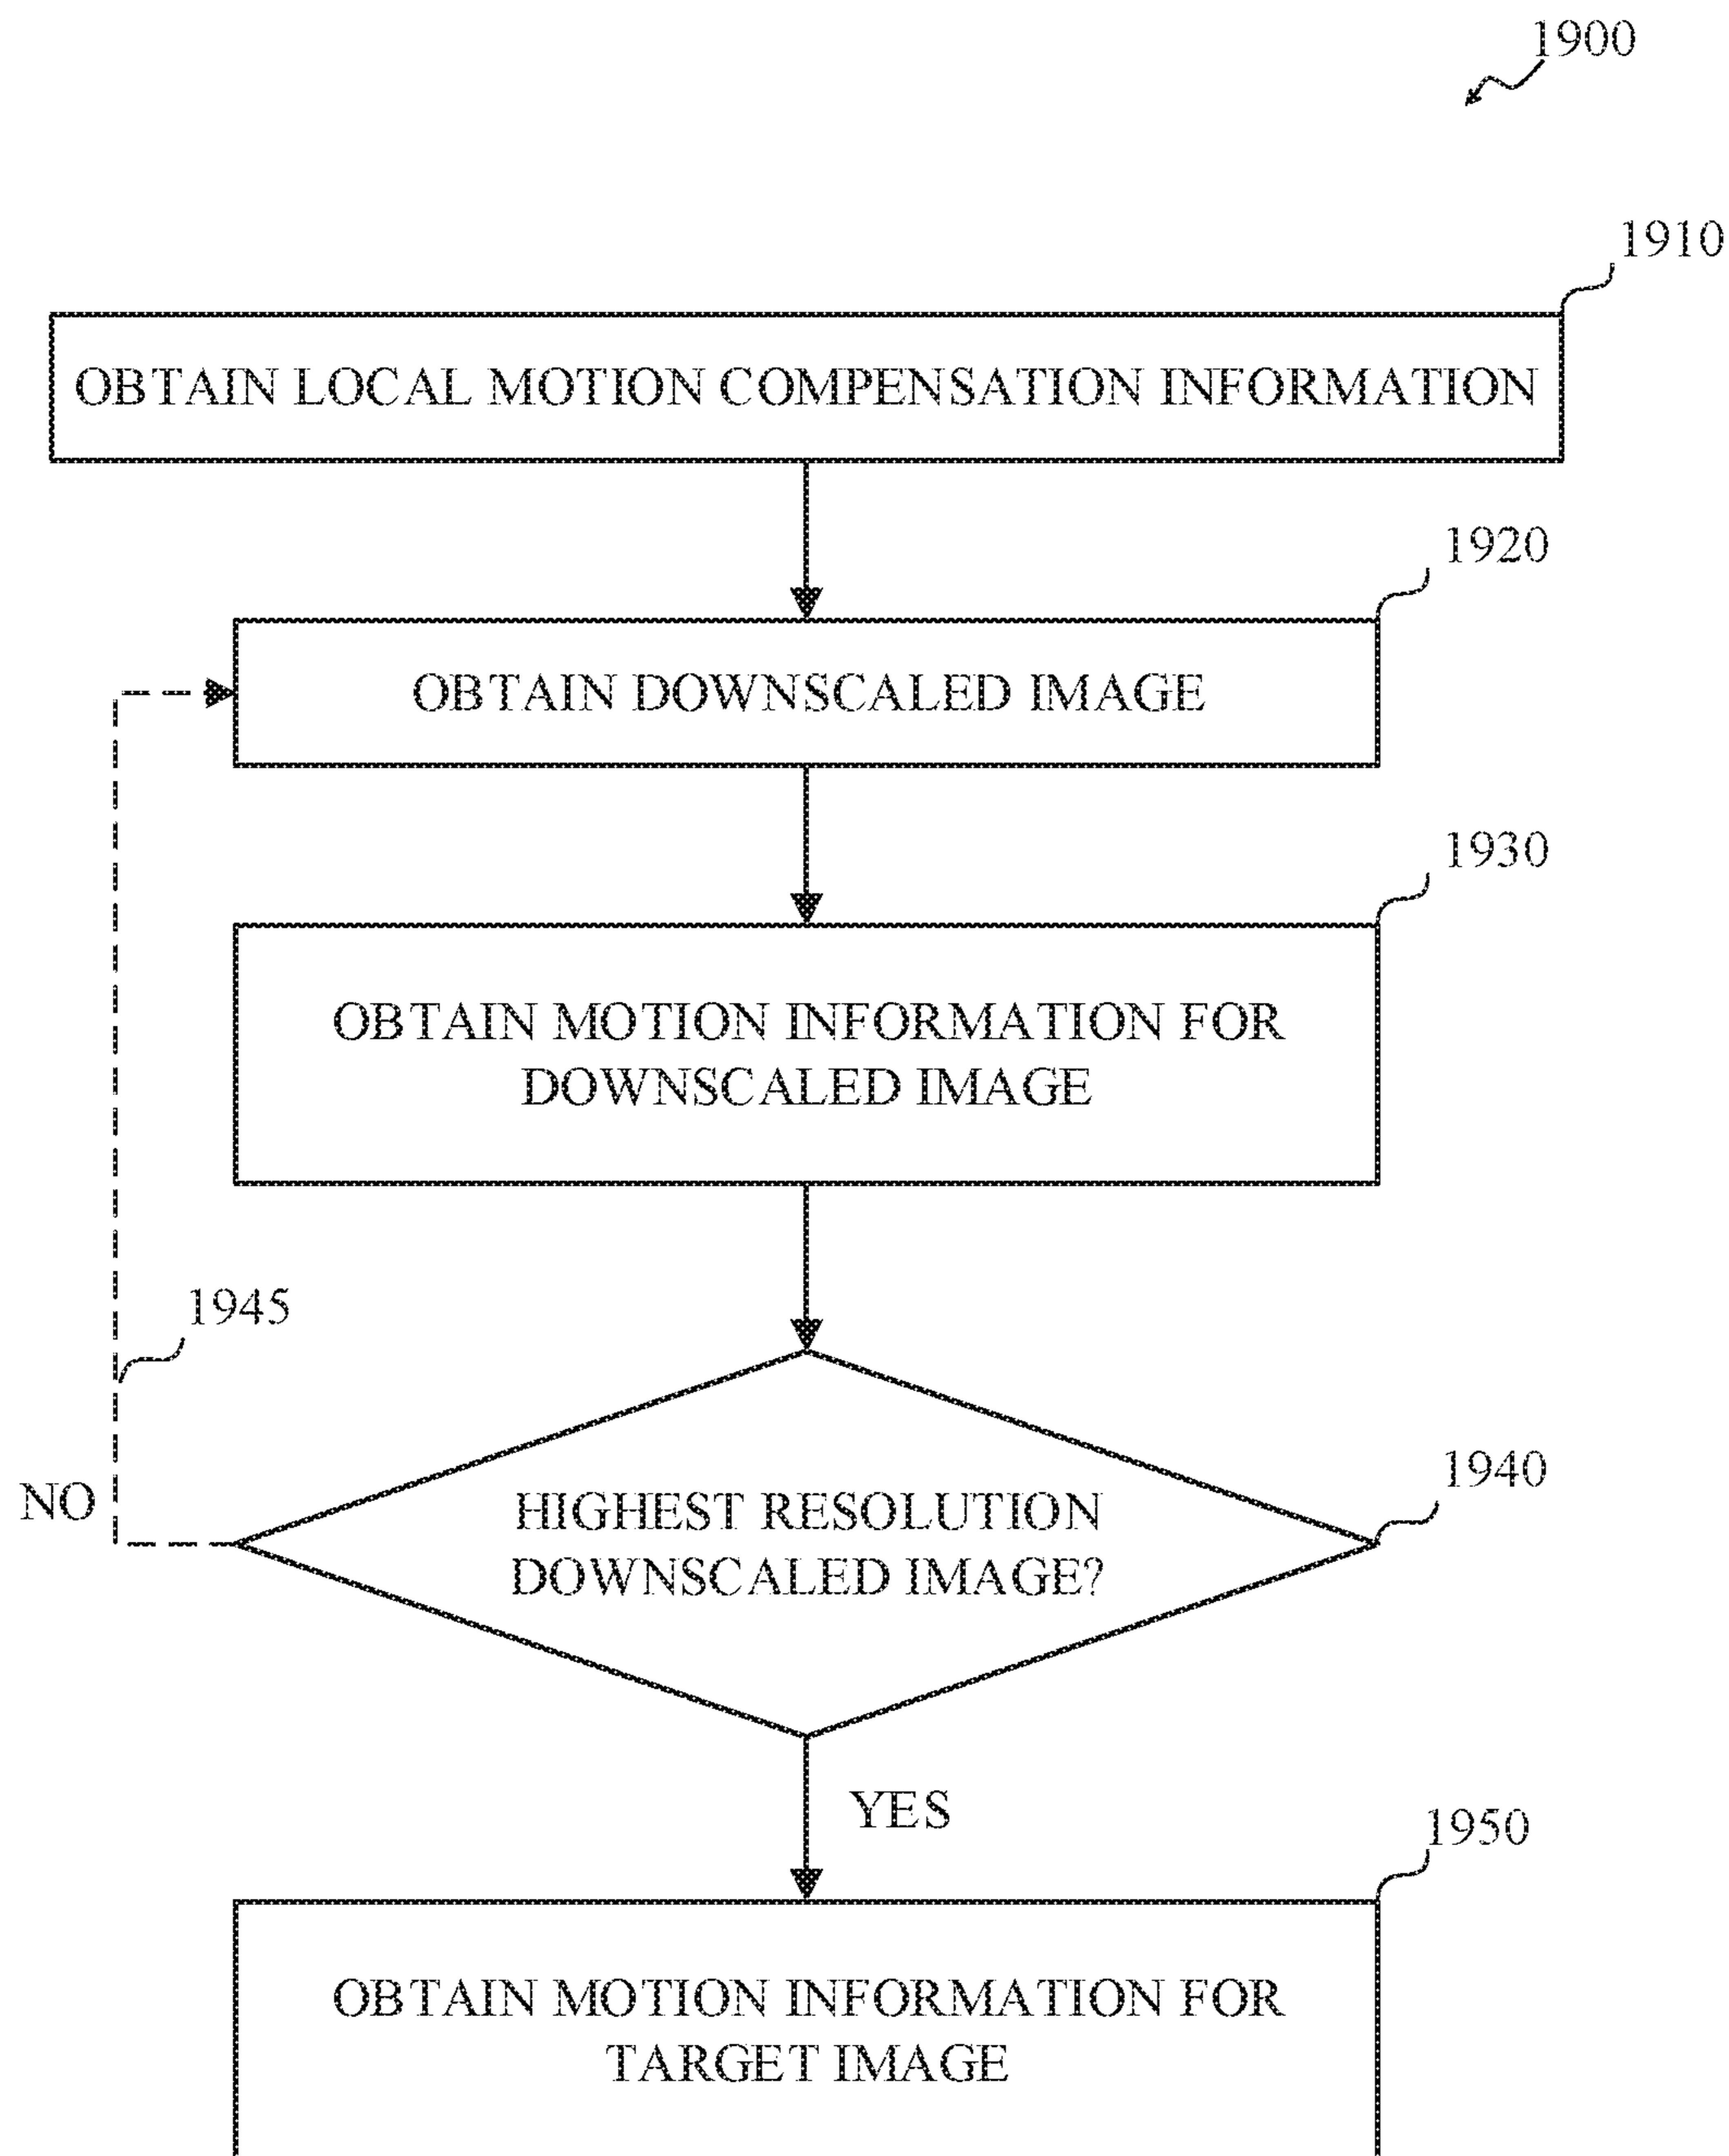 1900
1910
OBTAIN LOCAL MOTION COMPENSATION INFORMATION
1920
OBTAIN DOWNSCALED IMAGE
1930
OBTAIN MOTION INFORMATION FOR
DOWNSCALED IMAGE
1945
1940
NO
HIGHEST RESOLUTION
DOWNSCALED IMAGE?
YES
1950
OBTAIN MOTION INFORMATION FOR
TARGET IMAGE